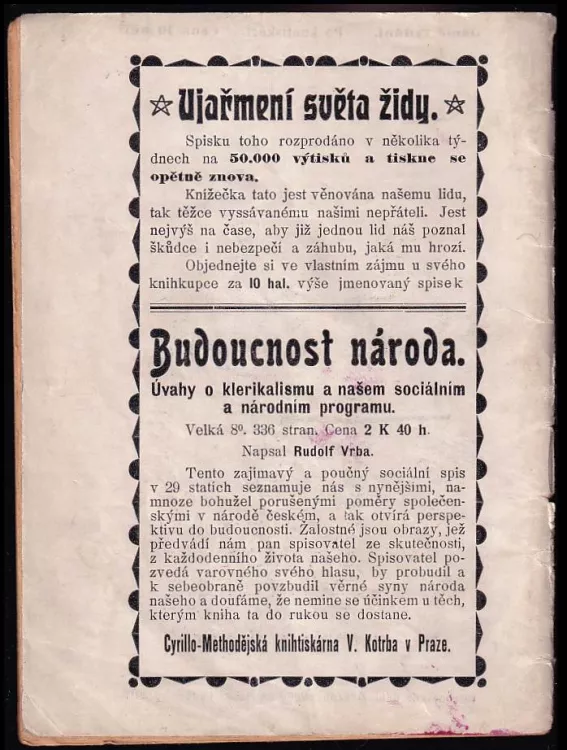 ☆ Ujařmení světa židy. ☆
Spisku toho rozprodáno v několika tý-
dnech na 50.000 výtisků a tiskne se
opětně znova.
Knížečka tato jest věnována našemu lidu,
tak těžce vyssávanému našimi nepřáteli. Jest
nejvýš na čase, aby již jednou lid náš poznal
škůdce i nebezpečí a záhubu, jaká mu hrozí.
Objednejte si ve vlastním zájmu u svého
knihkupce za 10 hal. výše jmenovaný spisek
Budoucnost národa.
Úvahy o klerikalismu a našem sociálním
a národním programu.
Velká 8º. 336 stran. Cena 2 K 40 h.
Napsal Rudolf Vrba.
Tento zajímavý a poučný sociální spis
v 29 statích seznamuje nás s nynějšími, na-
mnoze bohužel porušenými poměry společen-
skými v národě českém, a tak otvírá perspe-
ktivu do budoucnosti. Žalostné jsou obrazy, jež
předvádí nám pan spisovatel ze skutečnosti,
z každodenního života našeho. Spisovatel po-
zvedá varovného svého hlasu, by probudil a
k sebeobraně povzbudil věrné syny národa
našeho a doufáme, že nemine se účinkem u těch,
kterým kniha ta do rukou se dostane.
Cyrillo-Methodějská knihtiskárna V. Kotrba v Praze.